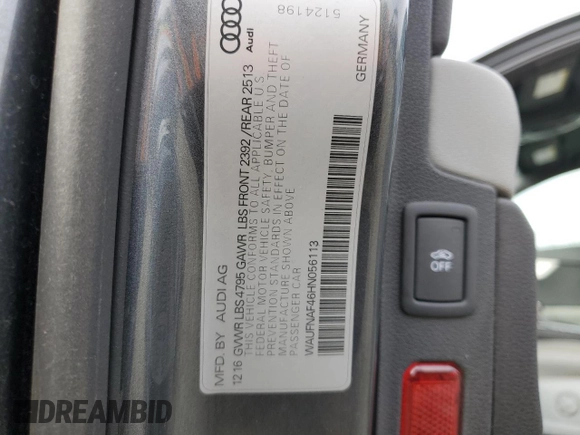 MFD. BY AUDI AG
5124198
Audi
12.16 GVWR LBS 4795 GAWR LBS FRONT 2392/REAR 2513
THIS VEHICLE CONFORMS TO ALL APPLICABLE U S
FEDERAL MOTOR VEHICLE SAFETY, BUMPER AND THEFT
PREVENTION STANDARDS IN EFFECT ON THE DATE OF
MANUFACTURE SHOWN ABOVE
PASSENGER CAR
WAUFNAF46HN056113
GERMANY
OFF
DREAMBID